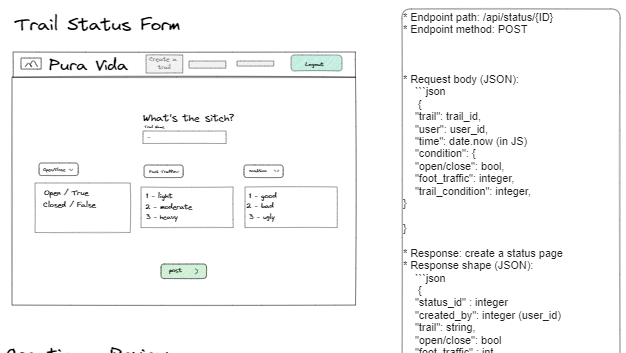 Trail Status Form
Pura Vida
Create a
trail
Logout
What's the sitch?
Trail Name
Open/Close
Foot Traffic
1 - light
2 - moderate
3 - heavy
Open / True
Closed / False
1 - good
2 - bad
3 - ugly
post
* Endpoint path: /api/status/{ID}
* Endpoint method: POST
* Request body (JSON):
```json
{
"trail": trail_id,
"user": user_id,
"time": date.now (in JS)
"condition": {
"open/close": bool,
"foot_traffic": integer,
"trail_condition": integer,
}
}
* Response: create a status page
* Response shape (JSON):
```json
{
"status_id" : integer
"created_by": integer (user_id)
"trail": string,
"open/close": bool
"foot_traffic" : int